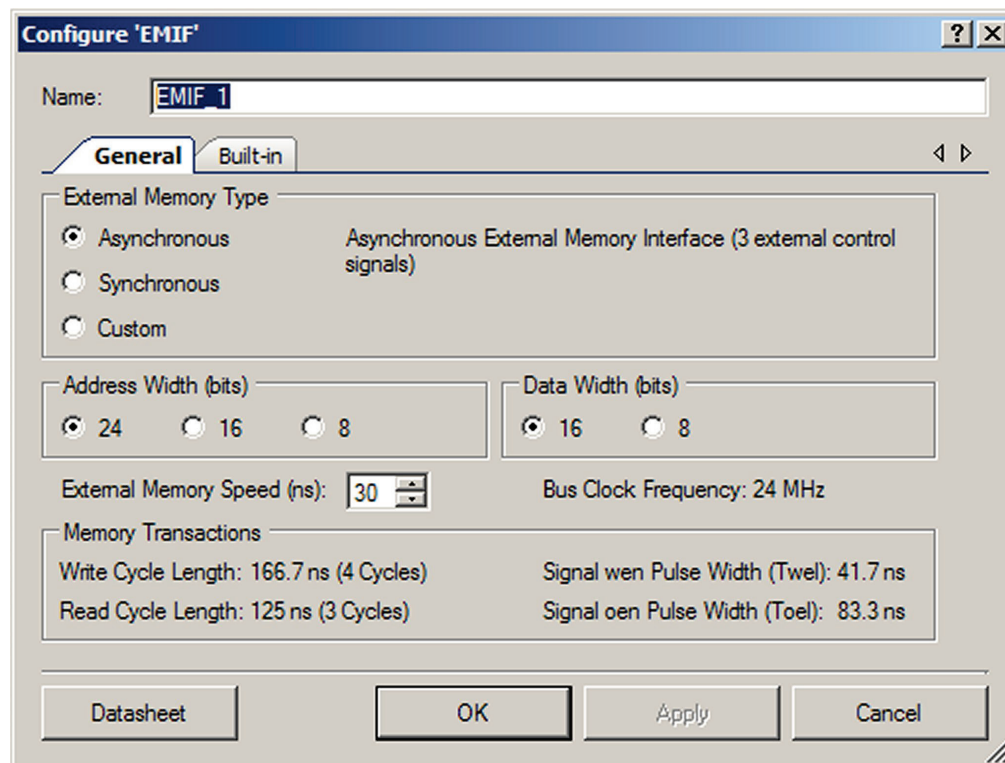 Configure 'EMIF'
Name: EMIF_1
General Built-in
External Memory Type
Asynchronous
Asynchronous External Memory Interface (3 external control
signals)
Synchronous
Custom
Address Width (bits)
24 16 8
Data Width (bits)
16 8
External Memory Speed (ns): 30 Bus Clock Frequency: 24 MHz
Memory Transactions
Write Cycle Length: 166.7 ns (4 Cycles) Signal wen Pulse Width (Twel): 41.7 ns
Read Cycle Length: 125 ns (3 Cycles) Signal oen Pulse Width (Toel): 83.3 ns
Datasheet OK Apply Cancel